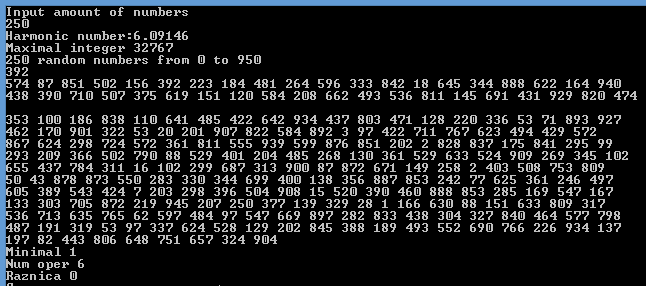 Input amount of numbers
250
Harmonic number:6.09146
Maximal integer 32767
250 random numbers from 0 to 950
392
574 87 851 502 156 392 223 184 481 264 596 333 842 18 645 344 888 622 164 940
438 390 710 507 375 619 151 120 584 208 662 493 536 811 145 691 431 929 820 474
353 100 186 838 110 641 485 422 642 934 437 803 471 128 220 336 53 71 893 927
462 170 901 322 53 20 201 907 822 584 892 3 97 422 711 767 623 494 429 572
867 624 298 724 572 361 811 555 939 599 876 851 202 2 828 837 175 841 295 99
293 209 366 502 790 88 529 401 204 485 268 130 361 529 633 524 909 269 345 102
655 437 784 311 16 102 299 687 313 900 87 872 671 149 258 2 403 508 753 809
50 43 878 873 550 283 330 344 699 400 138 356 887 853 242 77 625 361 246 497
605 389 543 424 7 203 298 396 504 908 15 520 390 460 888 853 285 169 547 167
133 303 705 872 219 945 207 250 377 139 329 28 1 166 630 88 151 633 809 317
536 713 635 765 62 597 484 97 547 669 897 282 833 438 304 327 840 464 577 798
487 191 319 53 97 337 624 528 129 202 845 388 189 493 552 690 766 226 934 137
197 82 443 806 648 751 657 324 904
Minimal 1
Num oper 6
Raznica 0